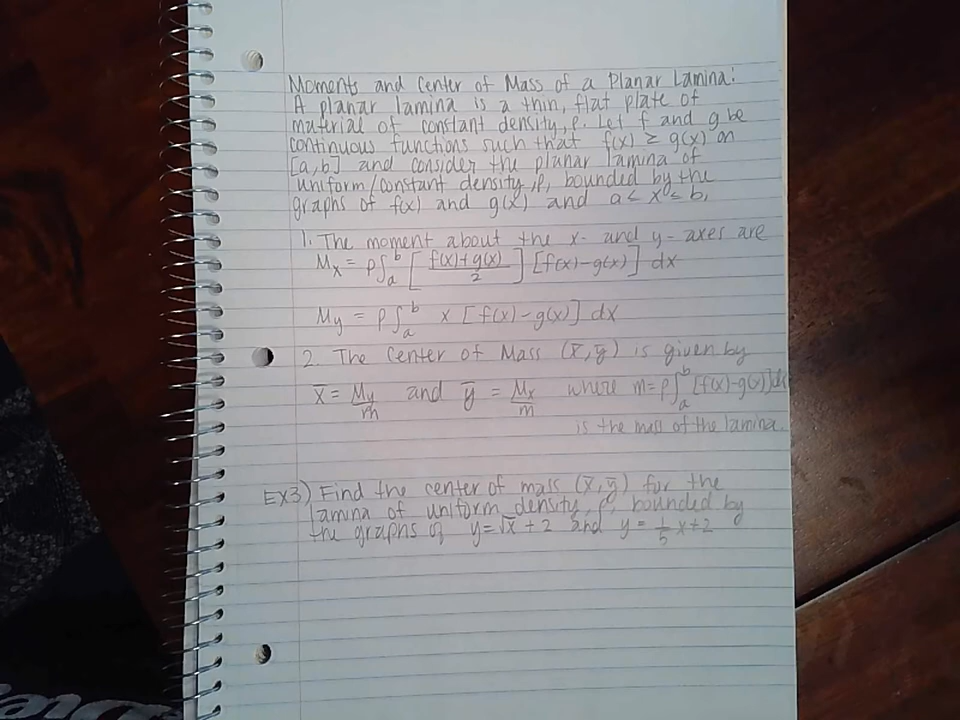 Moments and Center of Mass of a Planar Lamina:
A planar lamina is a thin, flat plate of
material of constant density, ρ. Let f and g be
continuous functions such that f(x) ≥ g(x) on
[a,b] and consider the planar lamina of
uniform/constant density, ρ, bounded by the
graphs of f(x) and g(x) and a ≤ x ≤ b.
1. The moment about the x- and y-axes are
Mx = ρ∫_a^b [ (f(x)+g(x))/2 ] [f(x)-g(x)] dx
My = ρ∫_a^b x [f(x)-g(x)] dx
2. The Center of Mass (x̅, y̅) is given by
x̅ = My/m and y̅ = Mx/m where m=ρ∫_a^b [f(x)-g(x)]dx
is the mass of the lamina.
EX3) Find the center of mass (x̅, y̅) for the
lamina of uniform density, ρ, bounded by
the graphs of y=√x + 2 and y = 1/5 x+2